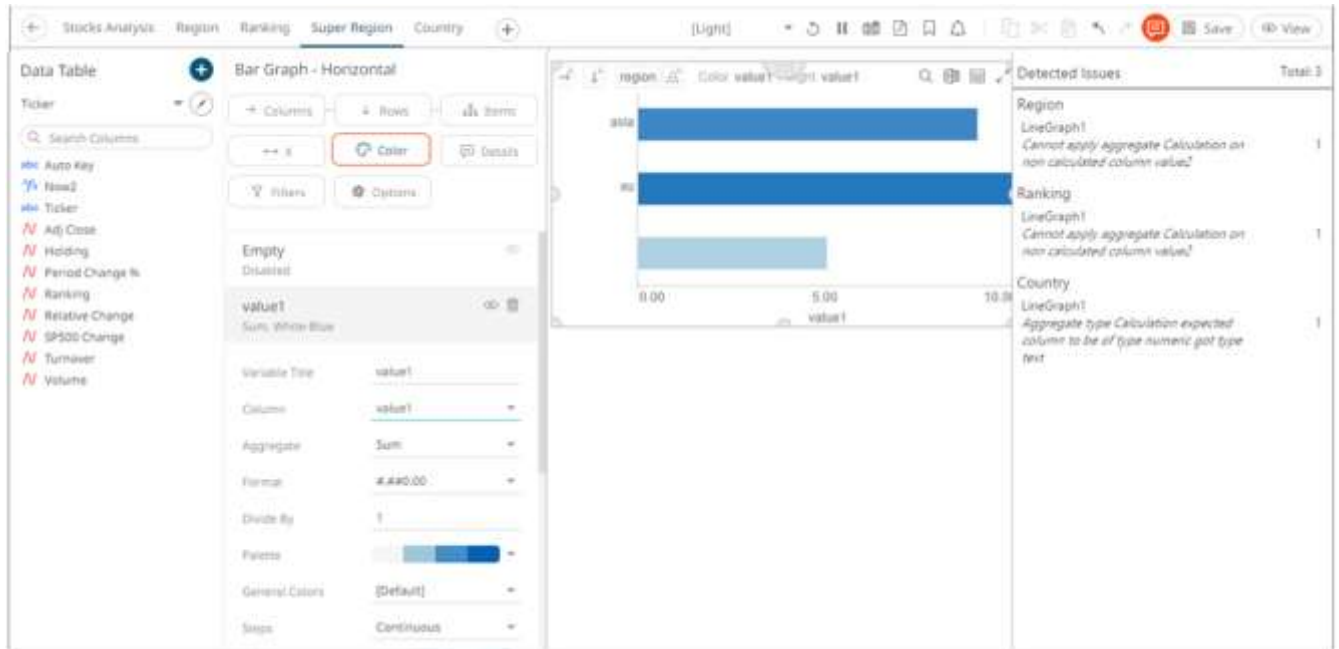 Stocks Analysis Region Ranking Super Region Country
[Light] Save View
Data Table
Ticker
Search Columns
abc Auto Key
Now2
abc Ticker
N Adj Close
N Holding
N Period Change %
N Ranking
N Relative Change
N SP500 Change
N Turnover
N Volume
Bar Graph - Horizontal
Columns Rows Items
X Color Details
Filters Options
Empty
Disabled
value1
Sum, White Blue
Variable Title value1
Column value1
Aggregate Sum
Format #,##0.00
Divide By 1
Palette
General Colors [Default]
Steps Continuous
region Color value1 value1
asia
eu
0.00 5.00 10.00
value1
Detected Issues Total: 3
Region
LineGraph1
Cannot apply aggregate Calculation on 1
non calculated column value2
Ranking
LineGraph1
Cannot apply aggregate Calculation on 1
non calculated column value2
Country
LineGraph1
Aggregate type Calculation expected 1
column to be of type numeric got type
text